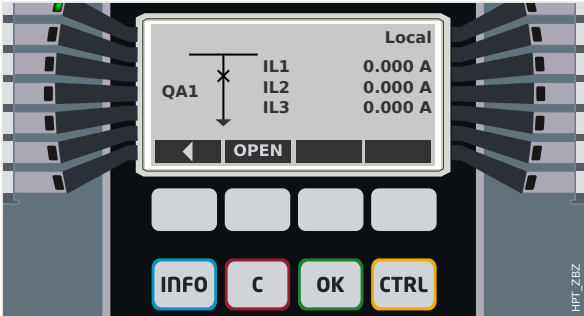 Local
IL1 0.000 A
QA1 IL2 0.000 A
IL3 0.000 A
OPEN
INFO C OK CTRL
HPT_ZBZ